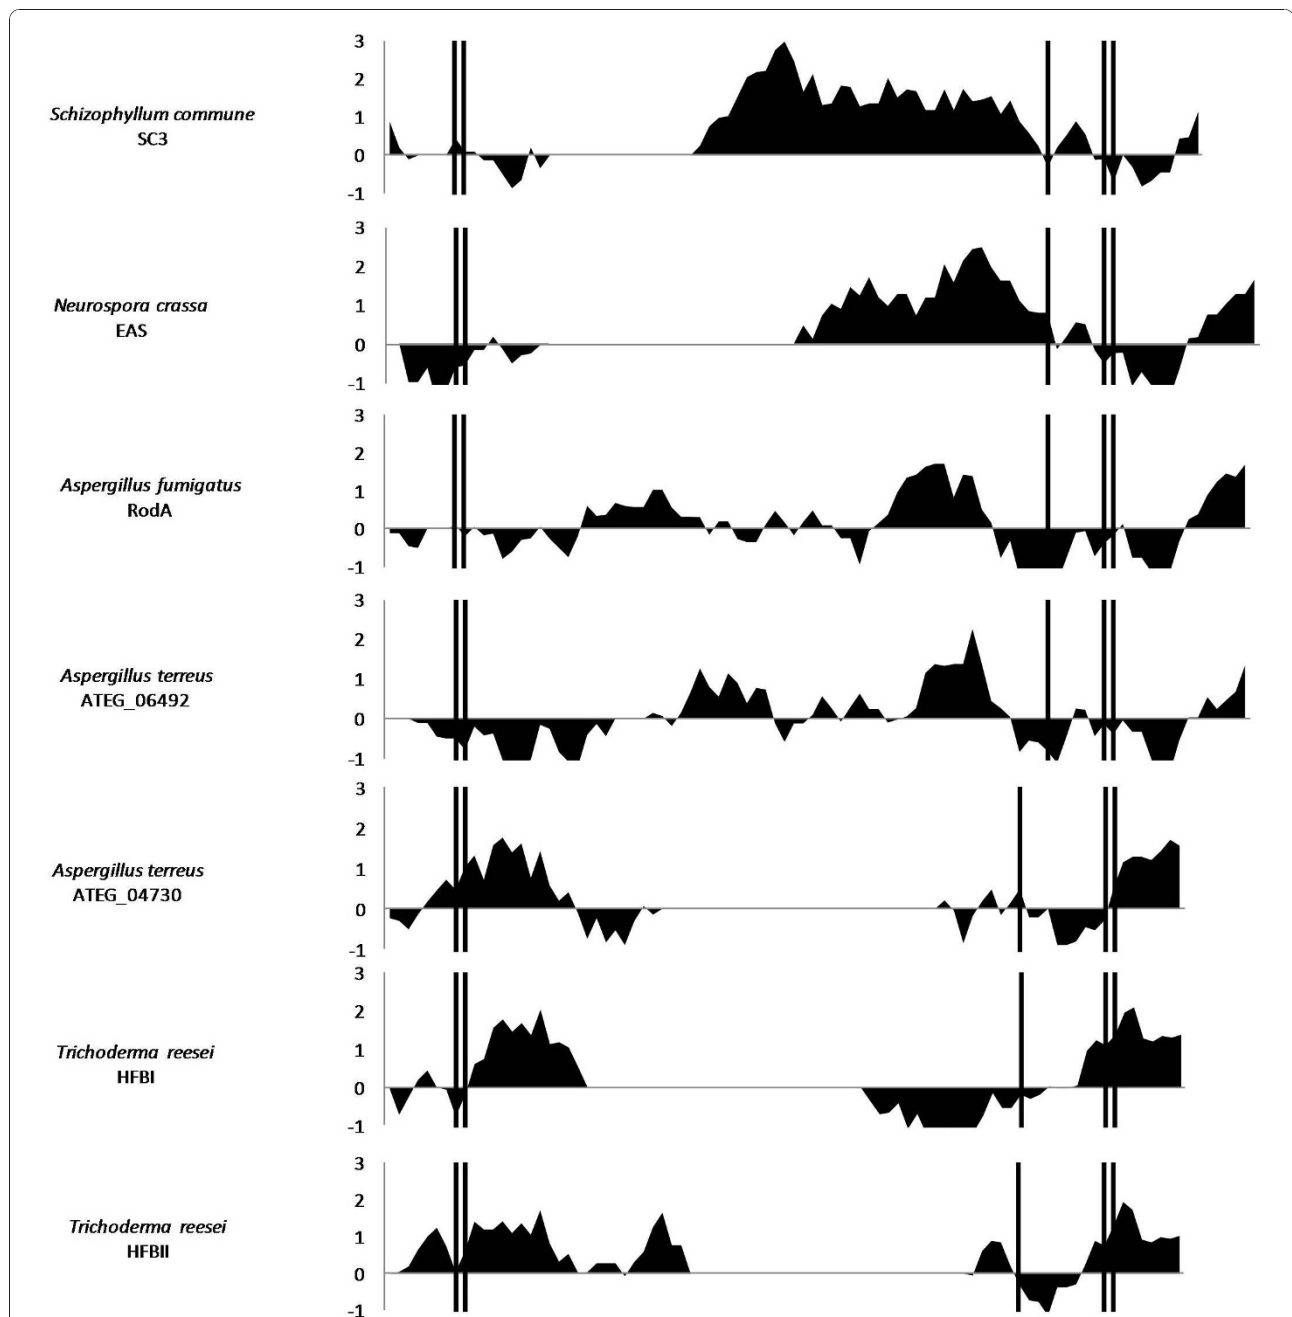 3
2
1
0
-1
Schizophyllum commune
SC3
3
2
1
0
-1
Neurospora crassa
EAS
3
2
1
0
-1
Aspergillus fumigatus
RodA
3
2
1
0
-1
Aspergillus terreus
ATEG_06492
3
2
1
0
-1
Aspergillus terreus
ATEG_04730
3
2
1
0
-1
Trichoderma reesei
HFBI
3
2
1
0
-1
Trichoderma reesei
HFBII